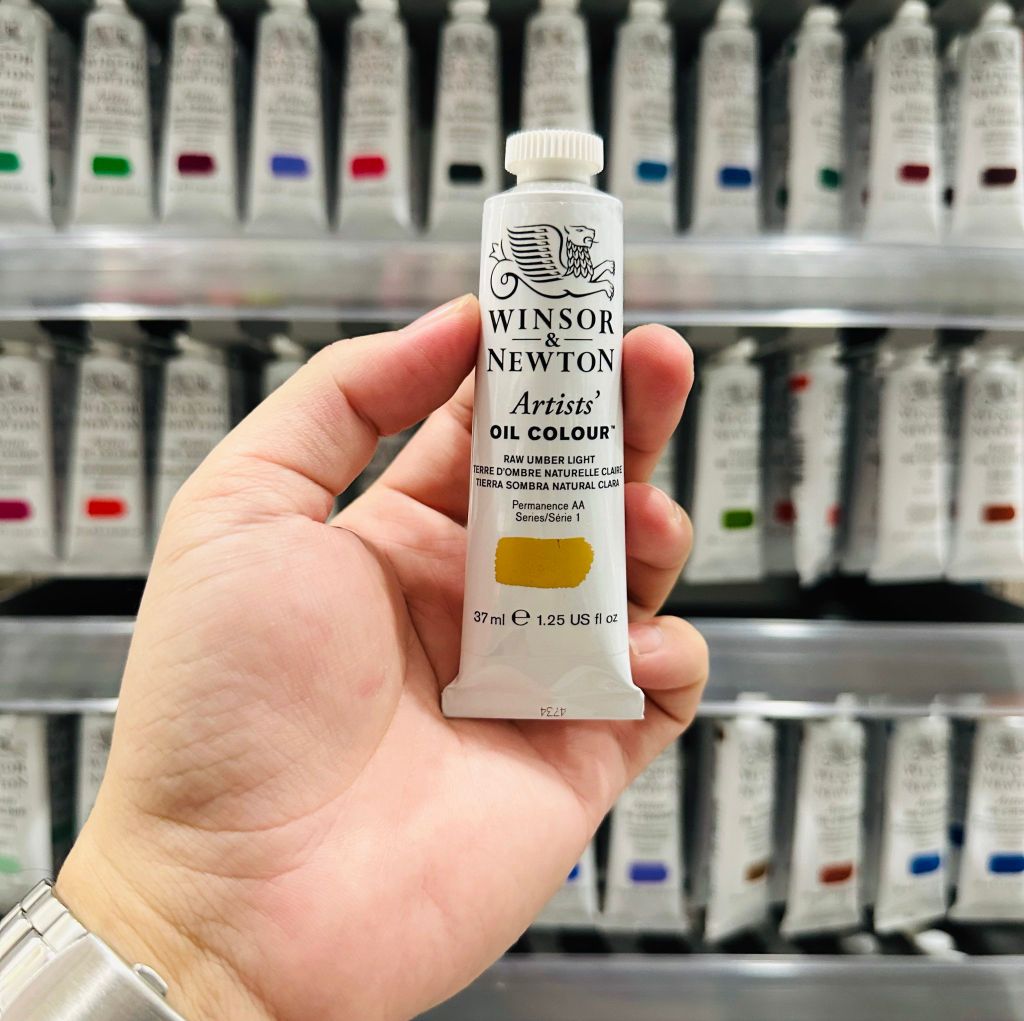 WINSOR
&
NEWTON
Artists'
OIL COLOUR™
RAW UMBER LIGHT
TERRE D'OMBRE NATURELLE CLAIRE
TIERRA SOMBRA NATURAL CLARA
Permanence AA
Series/Série 1
37 ml ℮ 1.25 US fl oz
4734